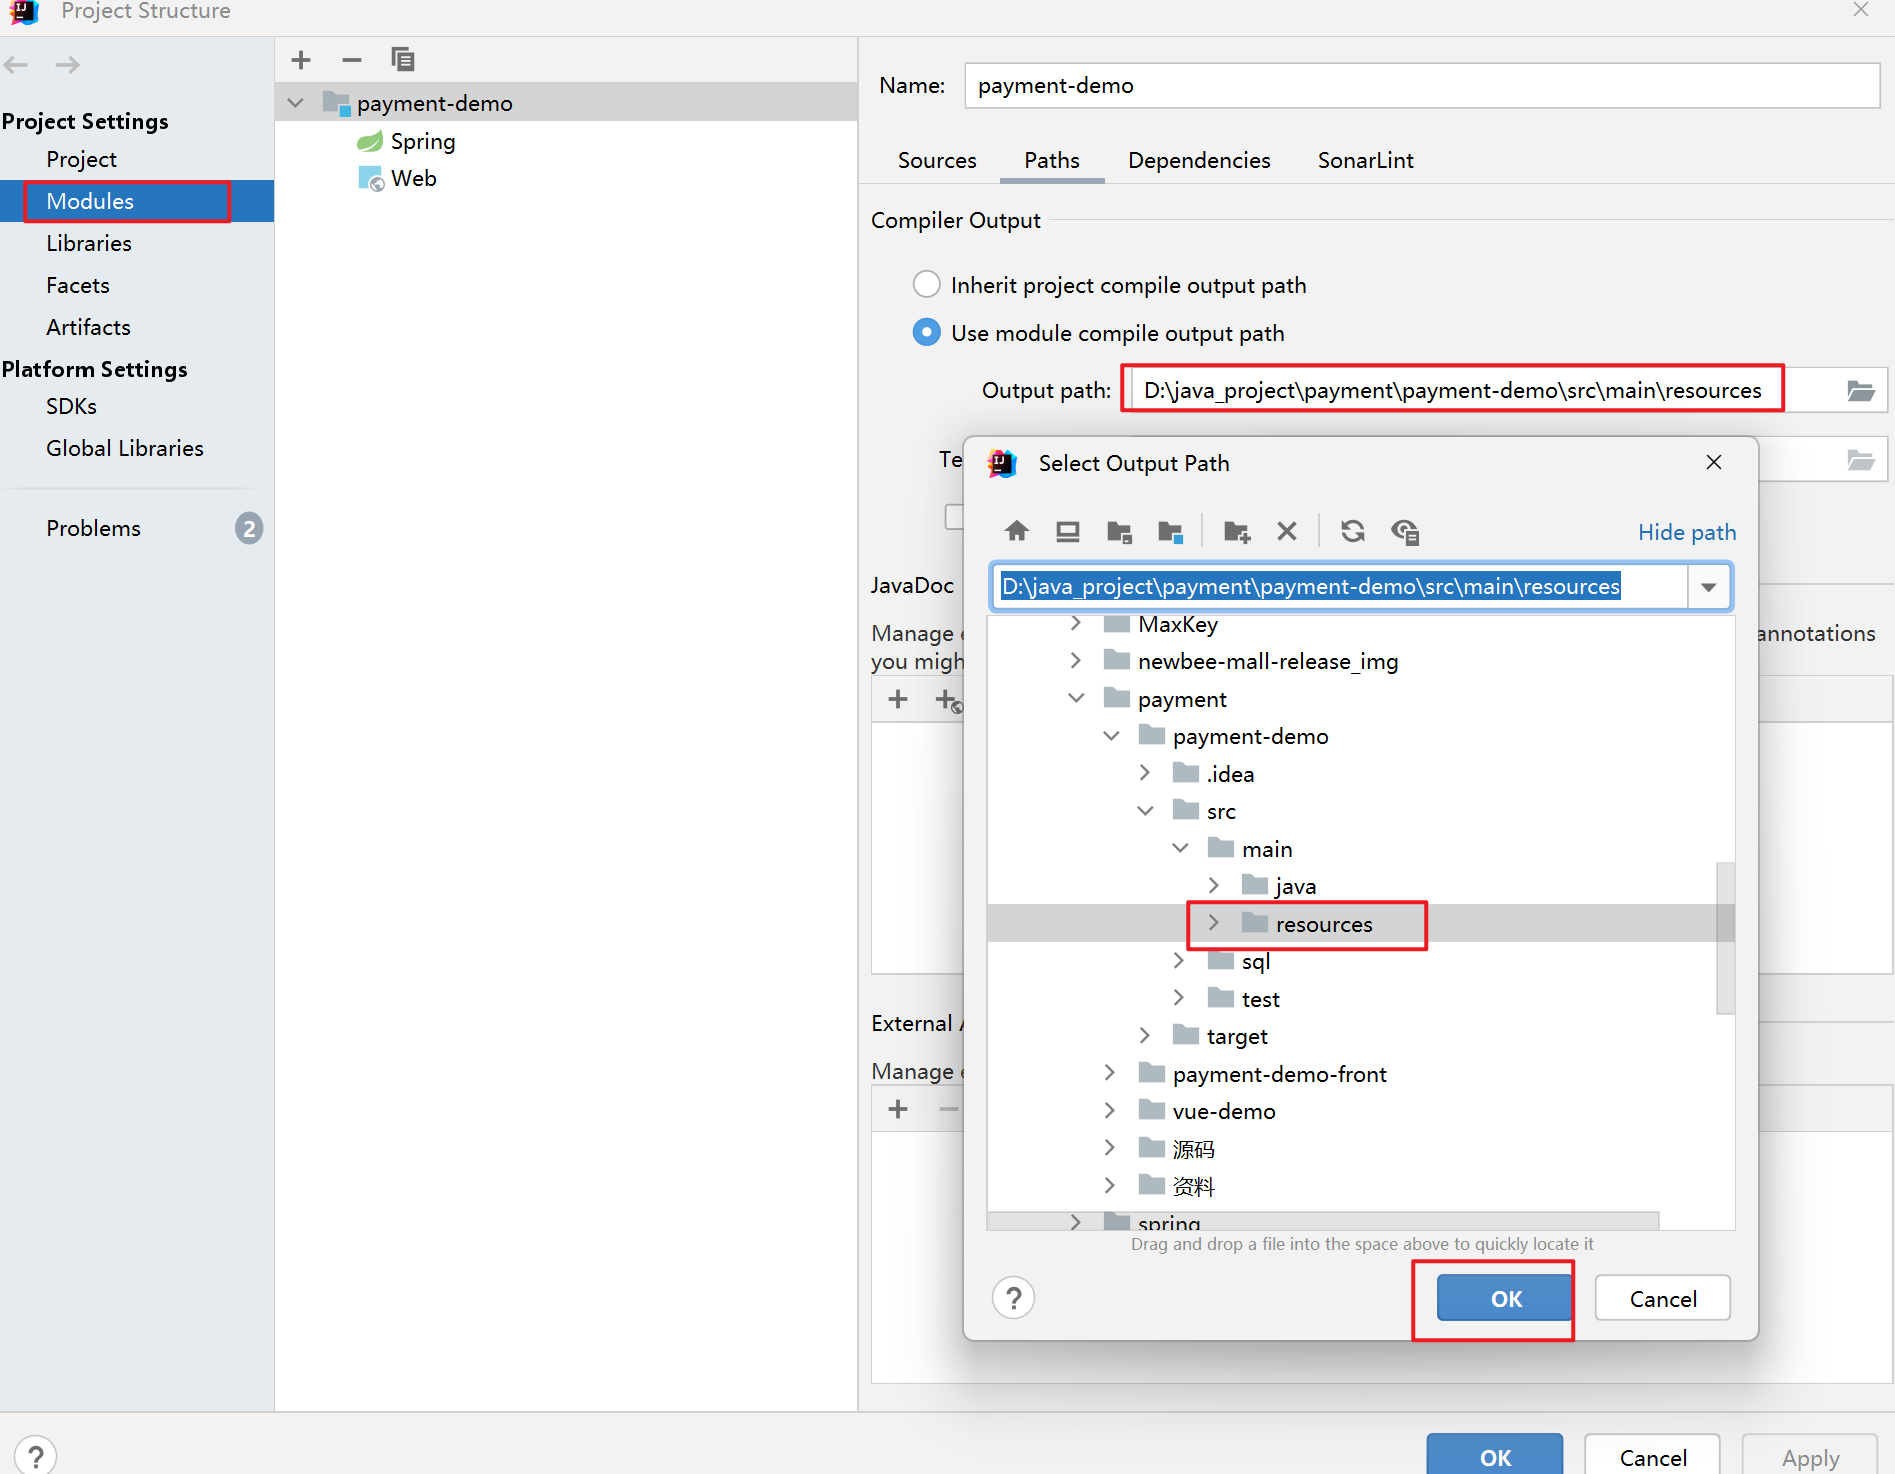 Project Structure
Project Settings
Project
Modules
Libraries
Facets
Artifacts
Platform Settings
SDKs
Global Libraries
Problems 2
payment-demo
Spring
Web
Name: payment-demo
Sources Paths Dependencies SonarLint
Compiler Output
Inherit project compile output path
Use module compile output path
Output path: D:\java_project\payment\payment-demo\src\main\resources
Te
JavaDoc
Manage e
annotations
you migh
External A
Manage e
Select Output Path
Hide path
D:\java_project\payment\payment-demo\src\main\resources
MaxKey
newbee-mall-release_img
payment
payment-demo
.idea
src
main
java
resources
sql
test
target
payment-demo-front
vue-demo
源码
资料
spring
Drag and drop a file into the space above to quickly locate it
? OK Cancel
? OK Cancel Apply